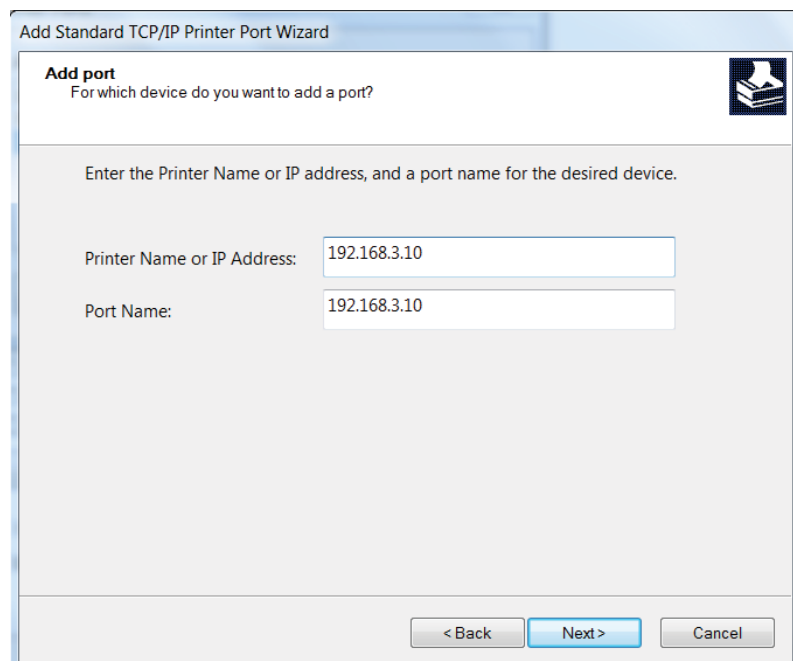 Add Standard TCP/IP Printer Port Wizard
Add port
For which device do you want to add a port?
Enter the Printer Name or IP address, and a port name for the desired device.
Printer Name or IP Address: 192.168.3.10
Port Name: 192.168.3.10
< Back Next > Cancel